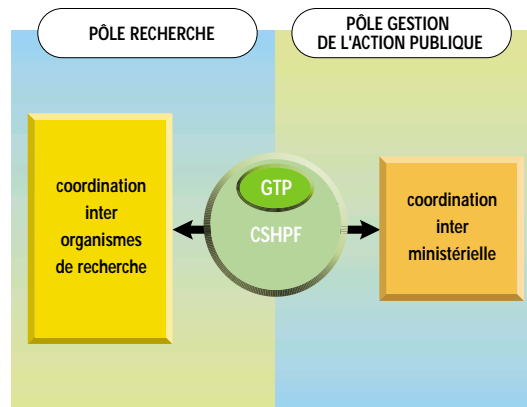 PÔLE RECHERCHE
PÔLE GESTION
DE L'ACTION PUBLIQUE
coordination
inter
organismes
de recherche
GTP
CSHPF
coordination
inter
ministérielle